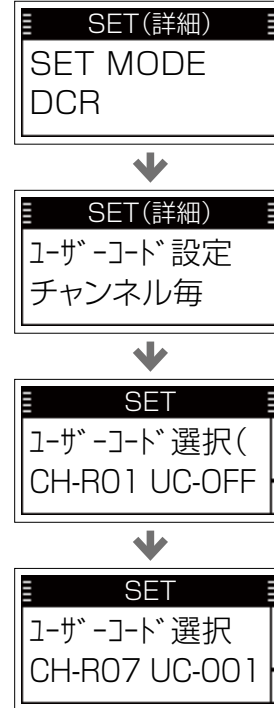 SET(詳細)
SET MODE
DCR
SET(詳細)
ﾕｰｻﾞｰｺｰﾄﾞ設定
チャンネル毎
SET
ﾕｰｻﾞｰｺｰﾄﾞ選択(
CH-R01 UC-OFF
SET
ﾕｰｻﾞｰｺｰﾄﾞ選択
CH-R07 UC-001